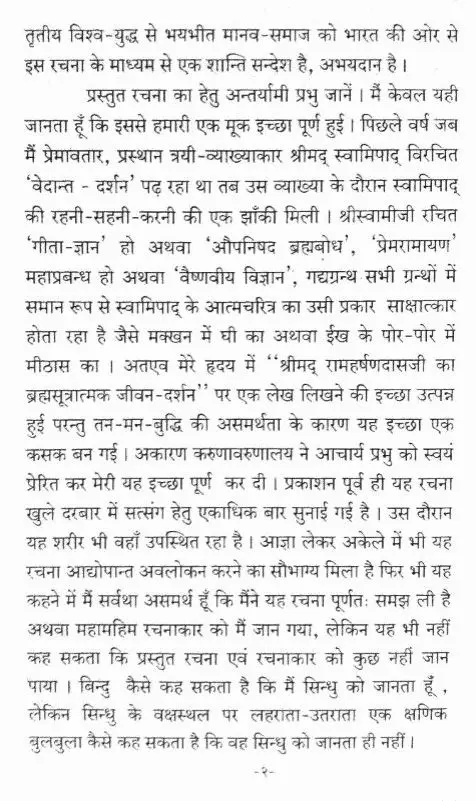 तृतीय विश्व-युद्ध से भयभीत मानव-समाज को भारत की ओर से
इस रचना के माध्यम से एक शान्ति सन्देश है, अभयदान है ।
प्रस्तुत रचना का हेतु अन्तर्यामी प्रभु जानें । मैं केवल यही
जानता हूँ कि इससे हमारी एक मूक इच्छा पूर्ण हुई । पिछले वर्ष जब
मैं प्रेमावतार, प्रस्थान त्रयी-व्याख्याकार श्रीमद् स्वामिपाद् विरचित
‘वेदान्त - दर्शन’ पढ़ रहा था तब उस व्याख्या के दौरान स्वामिपाद्
की रहनी-सहनी-करनी की एक झाँकी मिली । श्रीस्वामीजी रचित
‘गीता-ज्ञान’ हो अथवा ‘औपनिषद ब्रह्मबोध’, ‘प्रेमरामायण’
महाप्रबन्ध हो अथवा ‘वैष्णवीय विज्ञान’, गद्यग्रन्थ सभी ग्रन्थों में
समान रूप से स्वामिपाद् के आत्मचरित्र का उसी प्रकार साक्षात्कार
होता रहा है जैसे मक्खन में घी का अथवा ईख के पोर-पोर में
मीठास का । अतएव मेरे हृदय में “श्रीमद् रामहर्षणदासजी का
ब्रह्मसूत्रात्मक जीवन-दर्शन” पर एक लेख लिखने की इच्छा उत्पन्न
हुई परन्तु तन-मन-बुद्धि की असमर्थता के कारण यह इच्छा एक
कसक बन गई । अकारण करुणावरुणालय ने आचार्य प्रभु को स्वयं
प्रेरित कर मेरी यह इच्छा पूर्ण कर दी । प्रकाशन पूर्व ही यह रचना
खुले दरबार में सत्संग हेतु एकाधिक बार सुनाई गई है । उस दौरान
यह शरीर भी वहाँ उपस्थित रहा है । आज्ञा लेकर अकेले में भी यह
रचना आद्योपान्त अवलोकन करने का सौभाग्य मिला है फिर भी यह
कहने में मैं सर्वथा असमर्थ हूँ कि मैंने यह रचना पूर्णतः समझ ली है
अथवा महामहिम रचनाकार को मैं जान गया, लेकिन यह भी नहीं
कह सकता कि प्रस्तुत रचना एवं रचनाकार को कुछ नहीं जान
पाया । बिन्दु कैसे कह सकता है कि मैं सिन्धु को जानता हूँ ,
लेकिन सिन्धु के वक्षस्थल पर लहराता-उतराता एक क्षणिक
बुलबुला कैसे कह सकता है कि वह सिन्धु को जानता ही नहीं ।
-२-